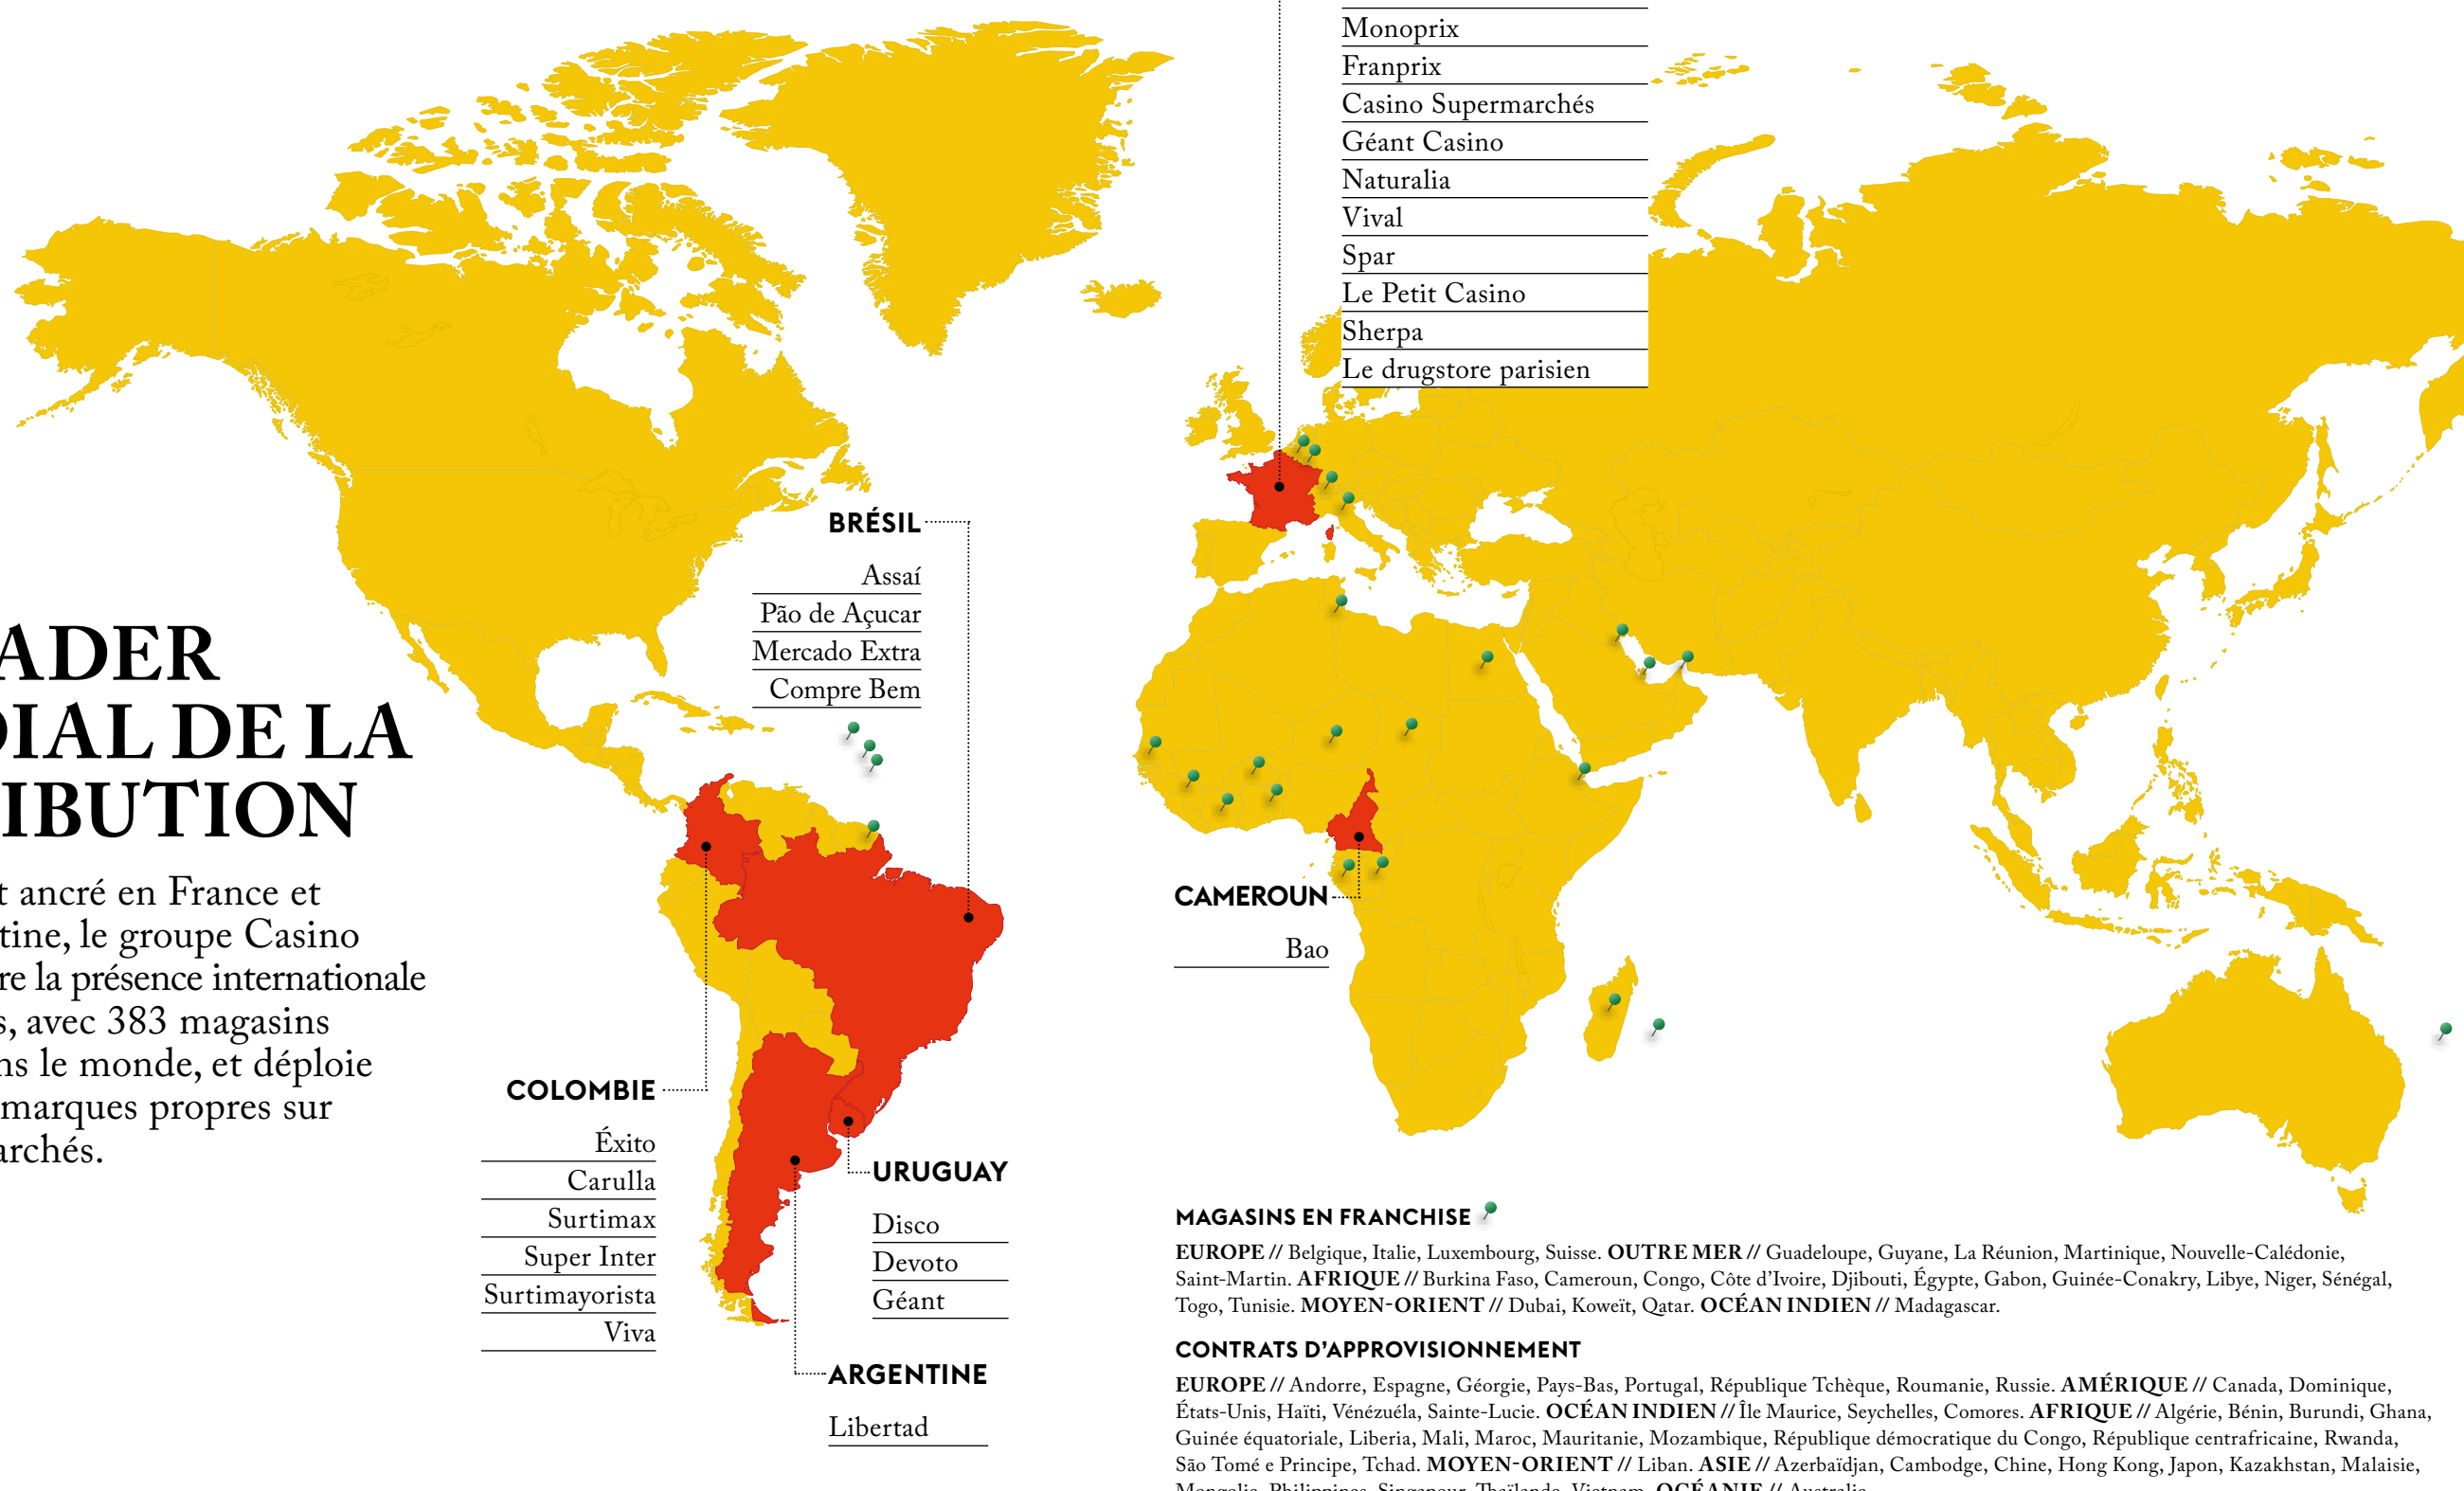 Monoprix
Franprix
Casino Supermarchés
Géant Casino
Naturalia
Vival
Spar
Le Petit Casino
Sherpa
Le drugstore parisien
BRÉSIL
Assaí
Pão de Açucar
Mercado Extra
Compre Bem
ADER
DIAL DE LA
IBUTION
t ancré en France et
tine, le groupe Casino
re la présence internationale
s, avec 383 magasins
ns le monde, et déploie
marques propres sur
archés.
CAMEROUN
Bao
COLOMBIE
Éxito
Carulla
Surtimax
Super Inter
Surtimayorista
Viva
URUGUAY
Disco
Devoto
Géant
ARGENTINE
Libertad
MAGASINS EN FRANCHISE
EUROPE // Belgique, Italie, Luxembourg, Suisse. OUTRE MER // Guadeloupe, Guyane, La Réunion, Martinique, Nouvelle-Calédonie,
Saint-Martin. AFRIQUE // Burkina Faso, Cameroun, Congo, Côte d'Ivoire, Djibouti, Égypte, Gabon, Guinée-Conakry, Libye, Niger, Sénégal,
Togo, Tunisie. MOYEN-ORIENT // Dubai, Koweït, Qatar. OCÉAN INDIEN // Madagascar.
CONTRATS D'APPROVISIONNEMENT
EUROPE // Andorre, Espagne, Géorgie, Pays-Bas, Portugal, République Tchèque, Roumanie, Russie. AMÉRIQUE // Canada, Dominique,
États-Unis, Haïti, Vénézuéla, Sainte-Lucie. OCÉAN INDIEN // Île Maurice, Seychelles, Comores. AFRIQUE // Algérie, Bénin, Burundi, Ghana,
Guinée équatoriale, Liberia, Mali, Maroc, Mauritanie, Mozambique, République démocratique du Congo, République centrafricaine, Rwanda,
São Tomé e Principe, Tchad. MOYEN-ORIENT // Liban. ASIE // Azerbaïdjan, Cambodge, Chine, Hong Kong, Japon, Kazakhstan, Malaisie,
Mongolie, Philippines, Singapour, Thaïlande, Vietnam. OCÉANIE // Australie